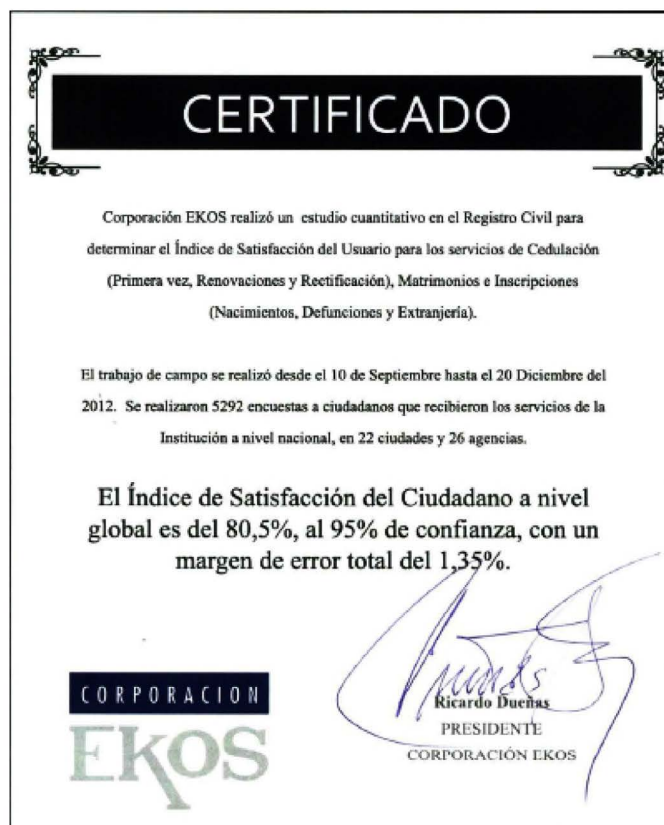 CERTIFICADO
Corporación EKOS realizó un estudio cuantitativo en el Registro Civil para
determinar el Índice de Satisfacción del Usuario para los servicios de Cedulación
(Primera vez, Renovaciones y Rectificación), Matrimonios e Inscripciones
(Nacimientos, Defunciones y Extranjería).
El trabajo de campo se realizó desde el 10 de Septiembre hasta el 20 Diciembre del
2012. Se realizaron 5292 encuestas a ciudadanos que recibieron los servicios de la
Institución a nivel nacional, en 22 ciudades y 26 agencias.
El Índice de Satisfacción del Ciudadano a nivel
global es del 80,5%, al 95% de confianza, con un
margen de error total del 1,35%.
CORPORACION
EKOS
Ricardo Dueñas
PRESIDENTE
CORPORACIÓN EKOS